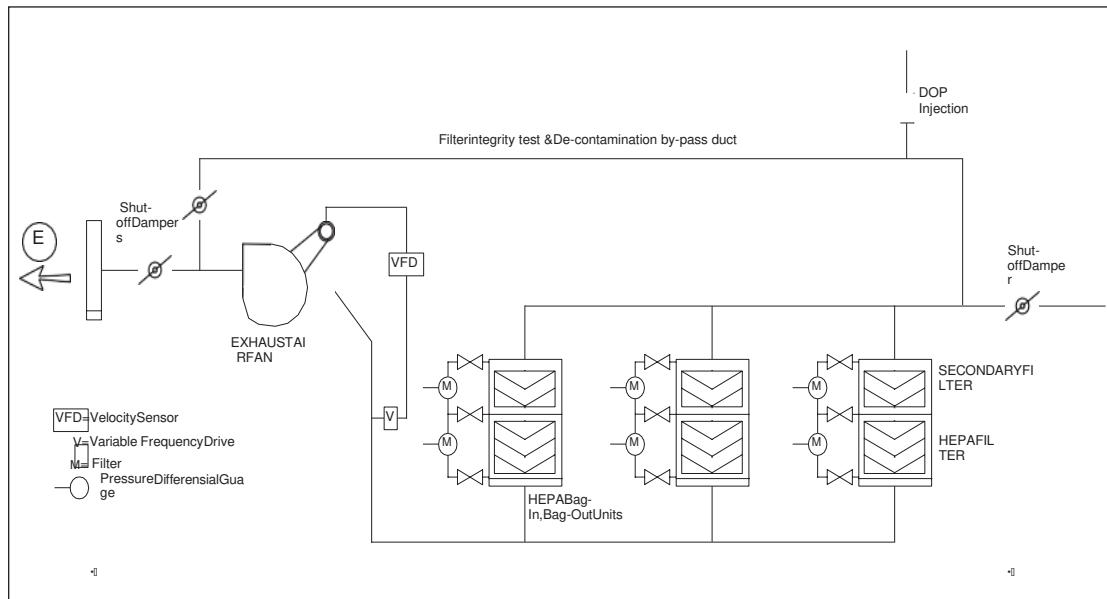 DOP
Injection
Filterintegrity test &De-contamination by-pass duct
Shut-
offDamper
s
E
VFD
Shut-
offDampe
r
EXHAUSTAI
RFAN
M
M
M
SECONDARYFI
LTER
VFD=VelocitySensor
V
V=Variable FrequencyDrive
M
M
M
HEPAFIL
TER
M= Filter
PressureDifferensialGua
ge
HEPABag-
In,Bag-OutUnits